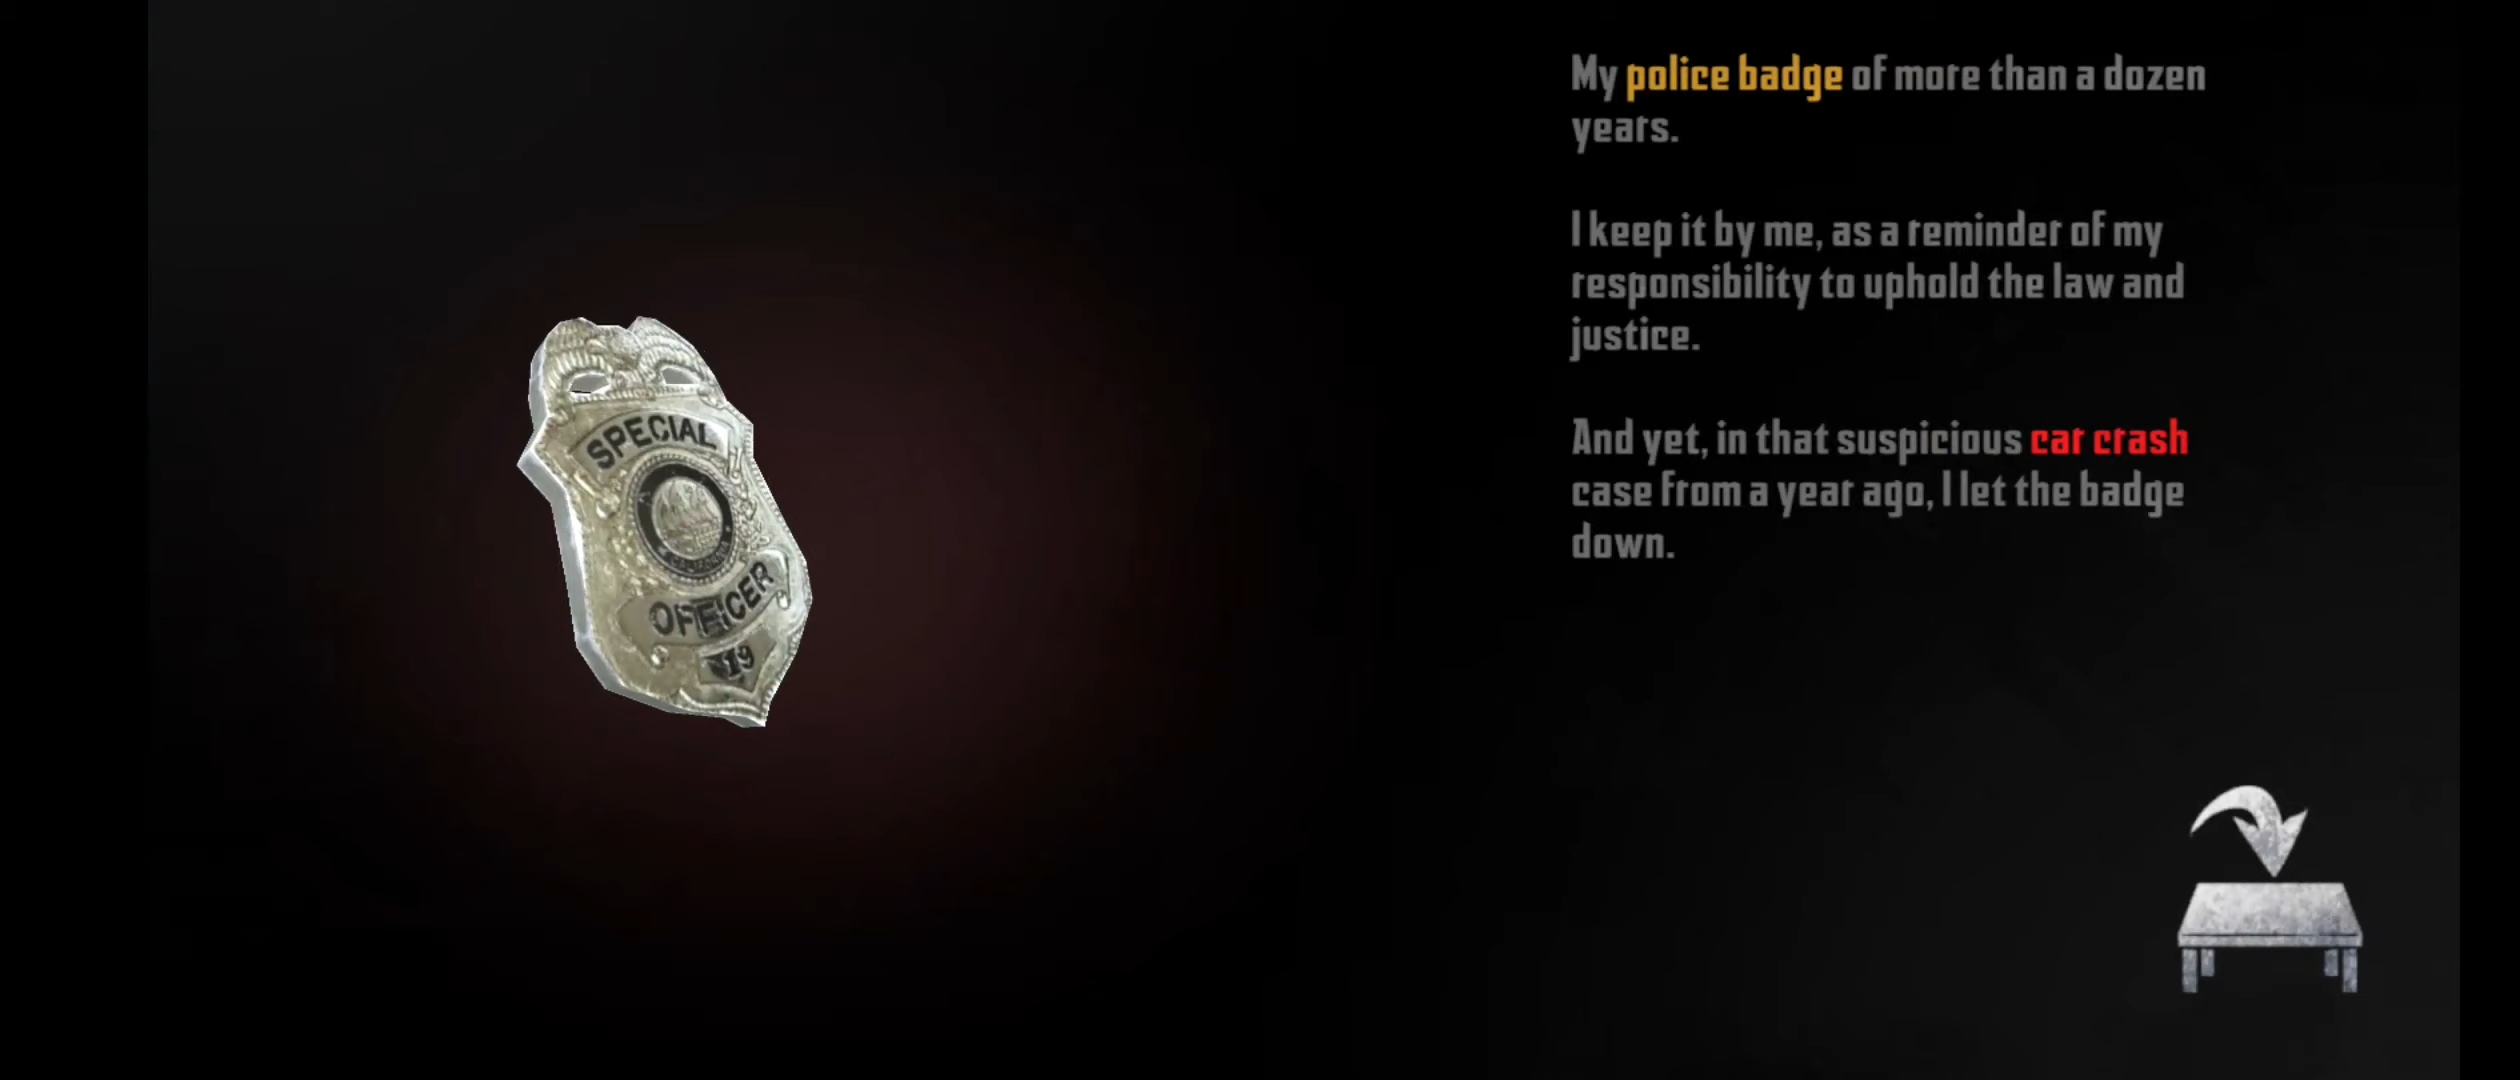 SPECIAL
CALIFORNIA
OFFICER
19
My police badge of more than a dozen
years.
I keep it by me, as a reminder of my
responsibility to uphold the law and
justice.
And yet, in that suspicious car crash
case from a year ago, I let the badge
down.